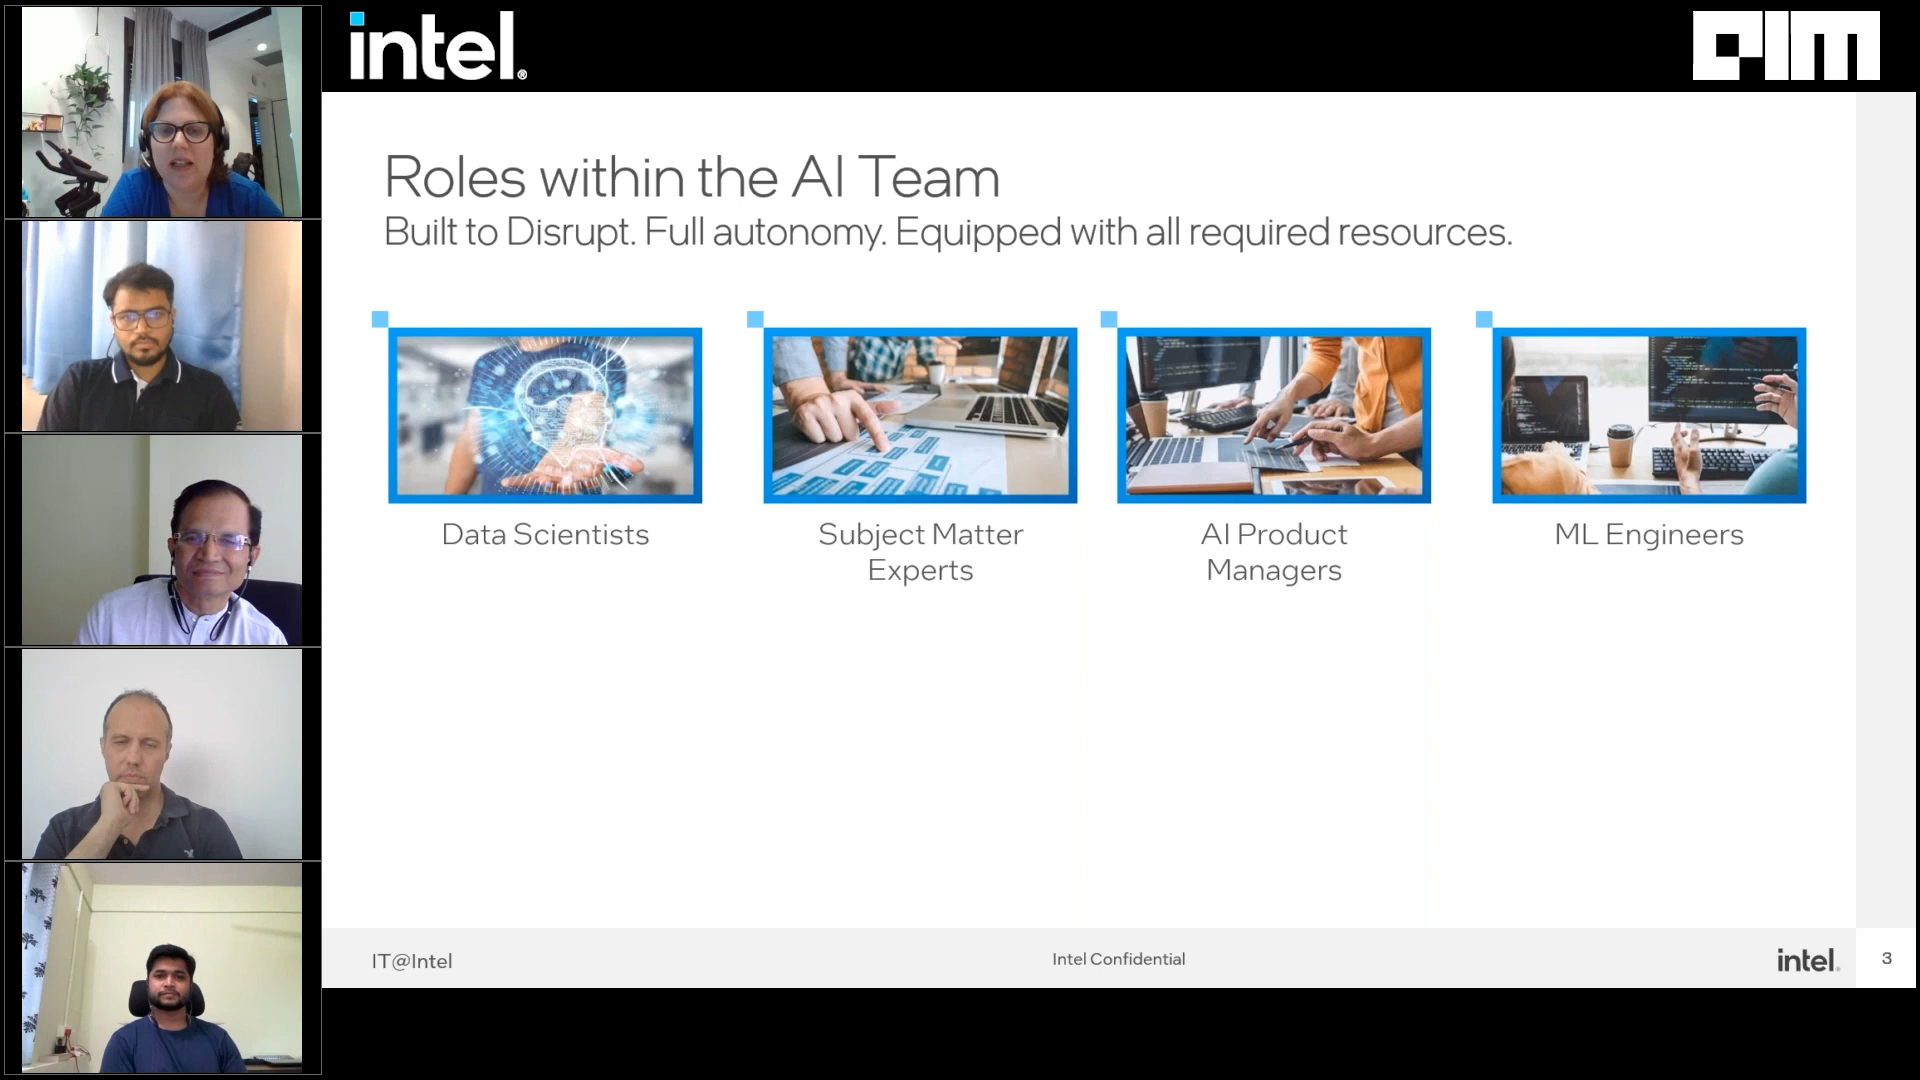 intel®
AIM
Roles within the AI Team
Built to Disrupt. Full autonomy. Equipped with all required resources.
Data Scientists
Subject Matter
Experts
AI Product
Managers
ML Engineers
IT@Intel
Intel Confidential
intel.
3